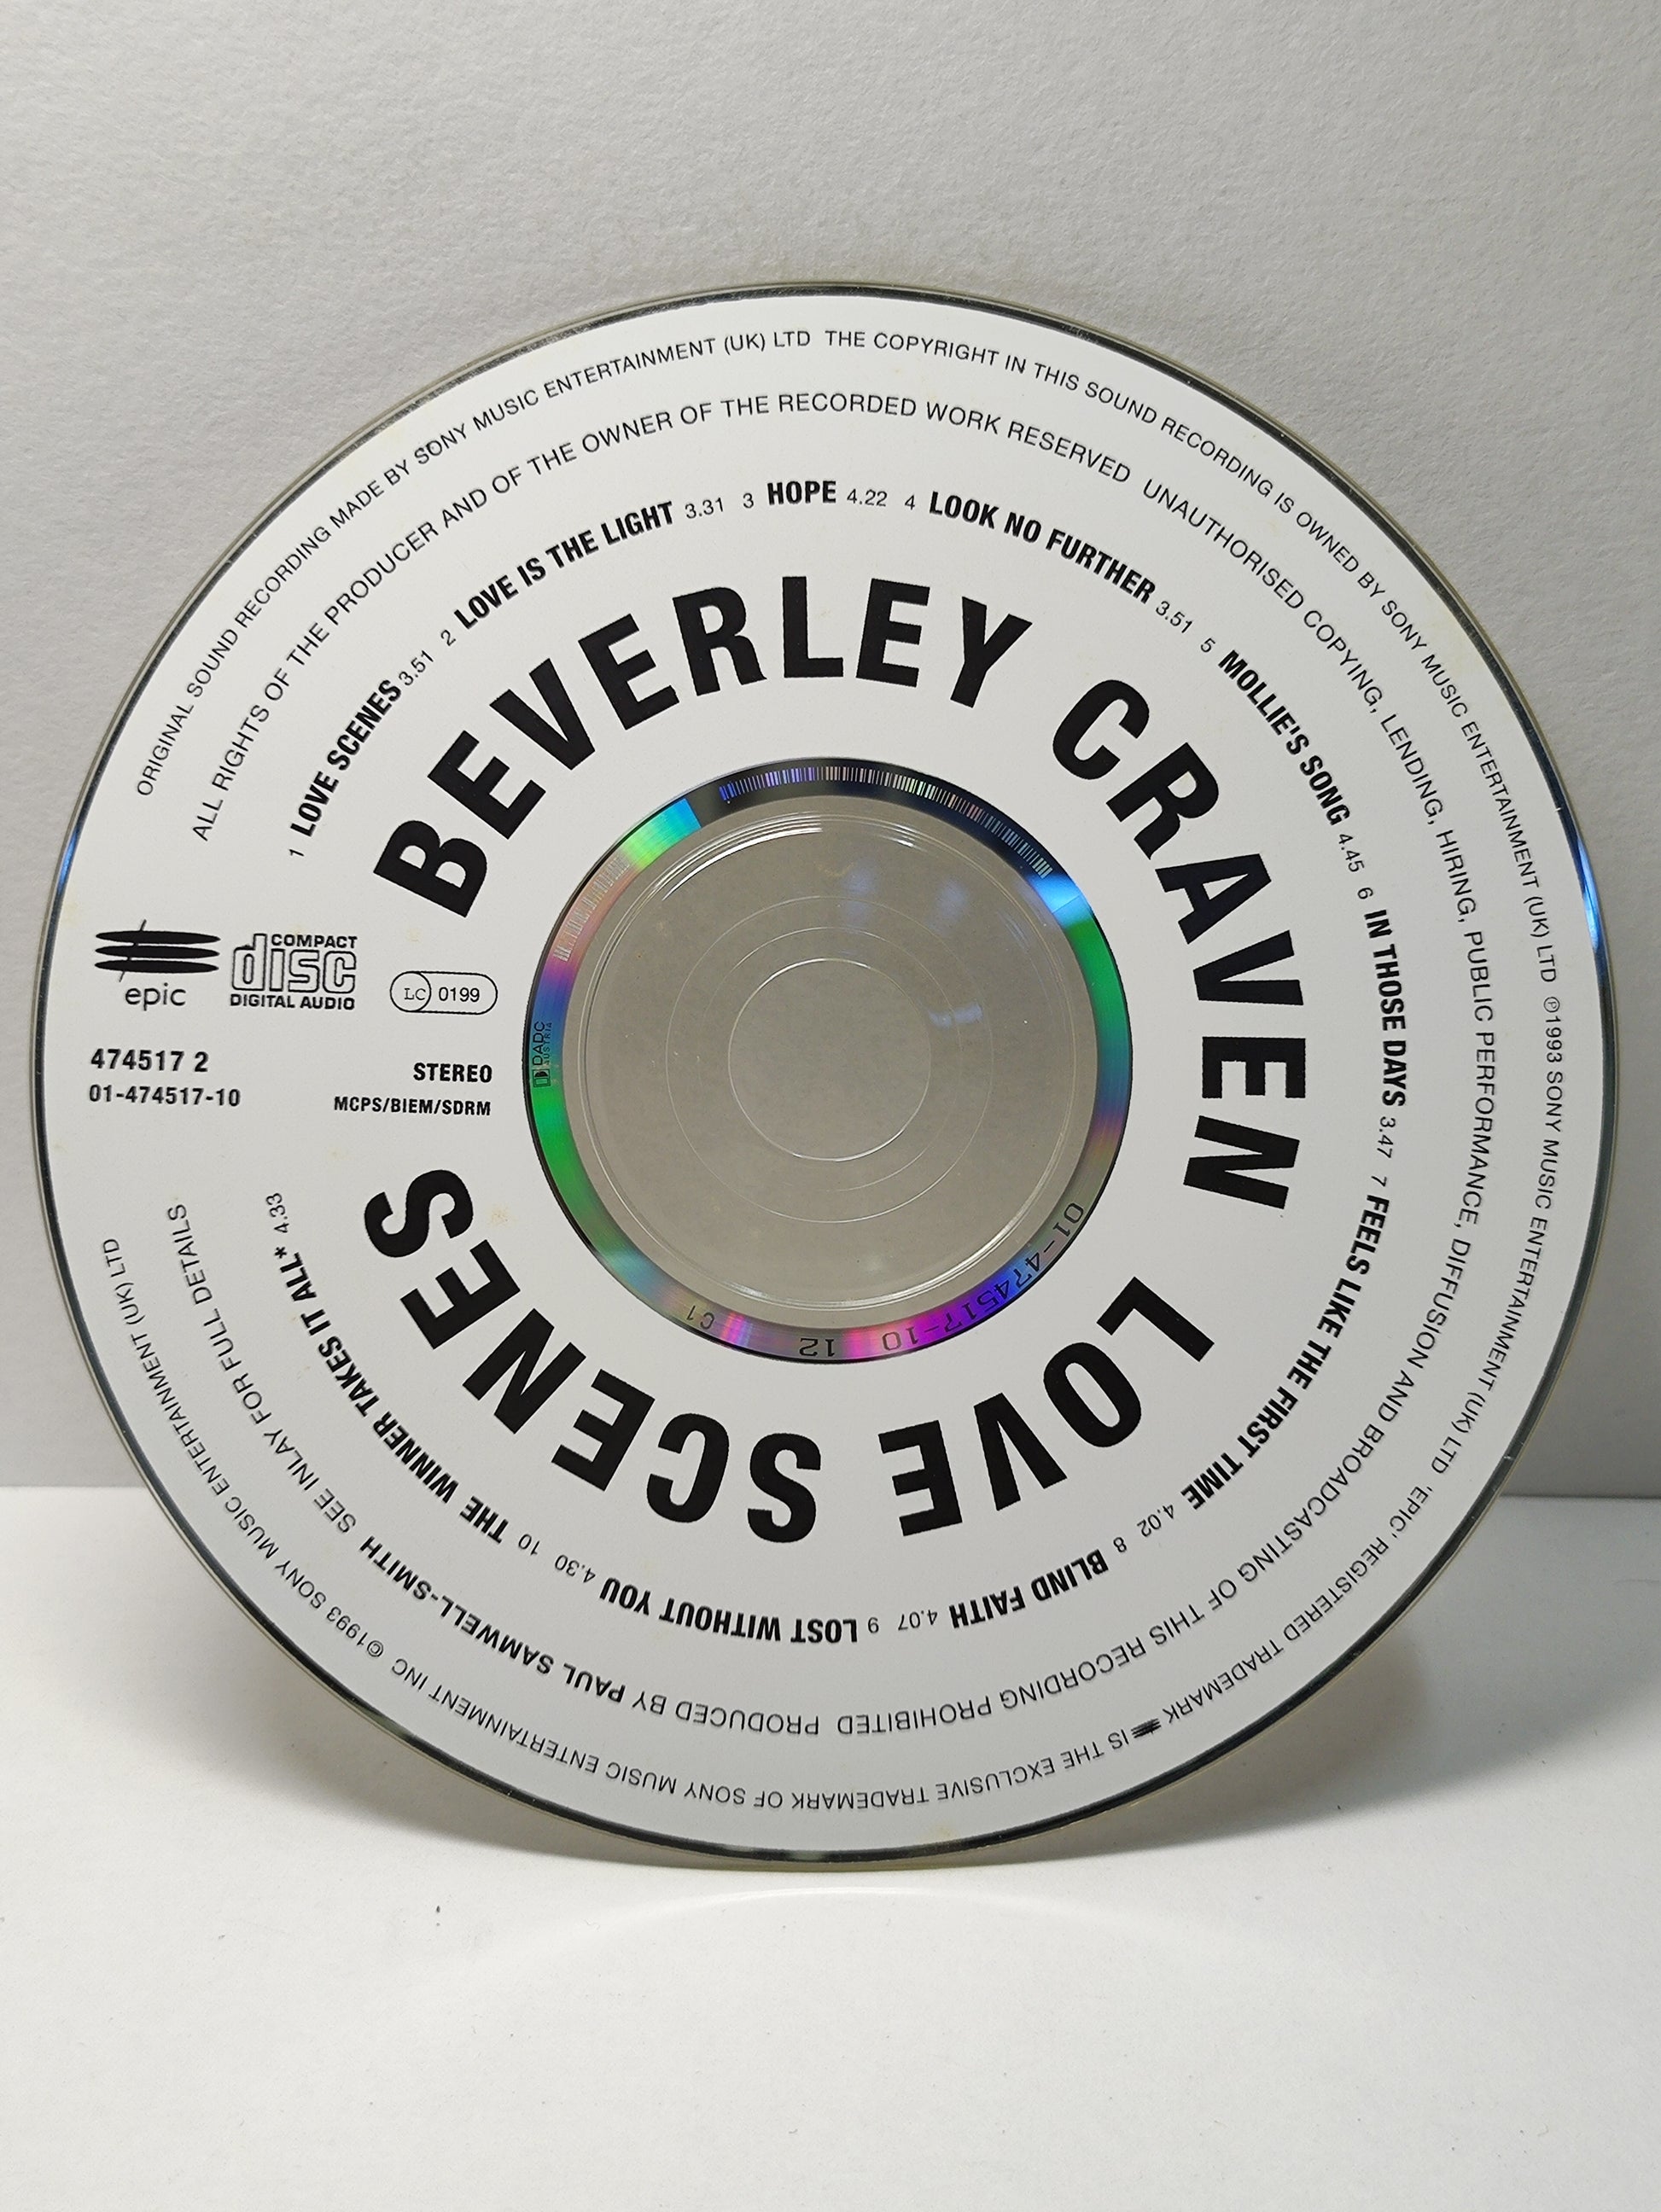 BEVERLEY CRAVEN
LOVE SCENES
1 LOVE SCENES 3.51 2 LOVE IS THE LIGHT 3.31 3 HOPE 4.22 4 LOOK NO FURTHER 3.51 5 MOLLIE'S SONG 4.45 6 IN THOSE DAYS 3.47 7 FEELS LIKE THE FIRST TIME 4.02 8 BLIND FAITH 4.07 9 LOST WITHOUT YOU 4.30 10 THE WINNER TAKES IT ALL* 4.33
ALL RIGHTS OF THE PRODUCER AND OF THE OWNER OF THE RECORDED WORK RESERVED UNAUTHORISED COPYING, LENDING, HIRING, PUBLIC PERFORMANCE, DIFFUSION AND BROADCASTING OF THIS RECORDING PROHIBITED PRODUCED BY PAUL SAMWELL-SMITH SEE INLAY FOR FULL DETAILS
ORIGINAL SOUND RECORDING MADE BY SONY MUSIC ENTERTAINMENT (UK) LTD THE COPYRIGHT IN THIS SOUND RECORDING IS OWNED BY SONY MUSIC ENTERTAINMENT (UK) LTD ℗1993 SONY MUSIC ENTERTAINMENT (UK) LTD 'EPIC' REGISTERED TRADEMARK IS THE EXCLUSIVE TRADEMARK OF SONY MUSIC ENTERTAINMENT INC ©1993 SONY MUSIC ENTERTAINMENT (UK) LTD
epic
COMPACT
disc
DIGITAL AUDIO
LC 0199
474517 2
01-474517-10
STEREO
MCPS/BIEM/SDRM
DADC
AUSTRIA
01-474517-10 12 C1